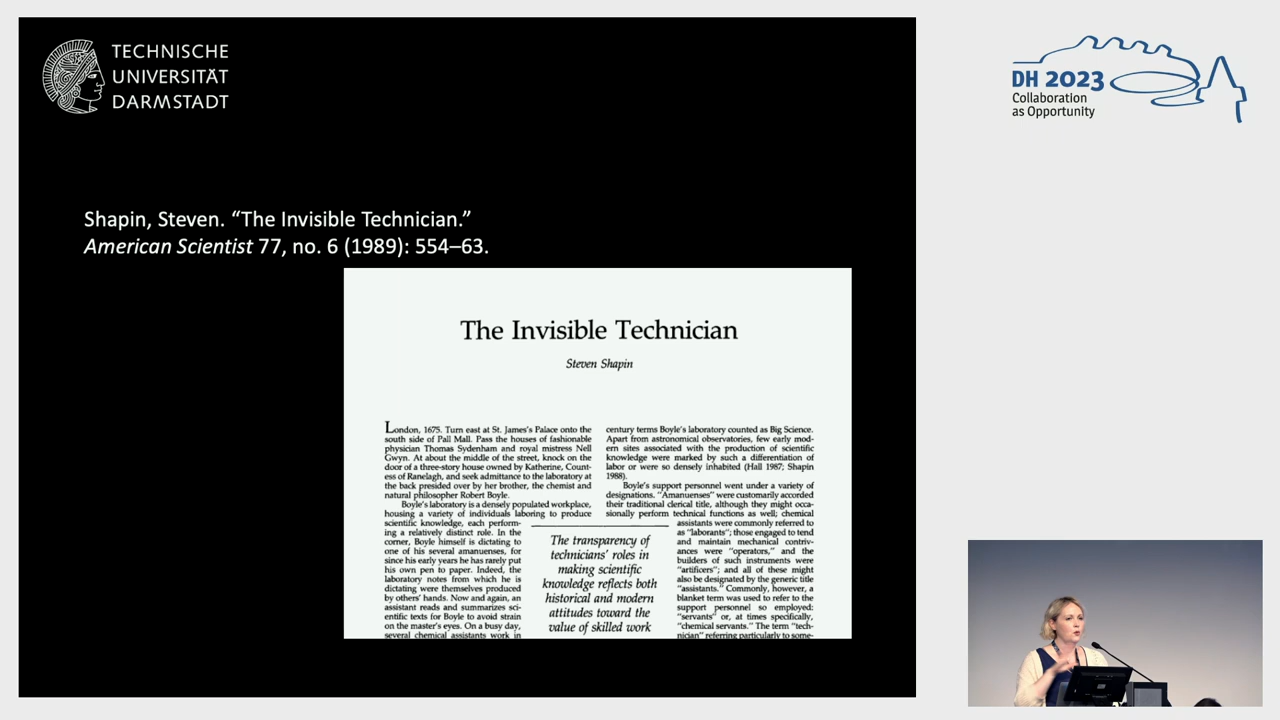 TECHNISCHE
UNIVERSITÄT
DARMSTADT
DH 2023
Collaboration
as Opportunity
Shapin, Steven. “The Invisible Technician.”
American Scientist 77, no. 6 (1989): 554–63.
The Invisible Technician
Steven Shapin
London, 1675. Turn east at St. James's Palace onto the
south side of Pall Mall. Pass the houses of fashionable
physician Thomas Sydenham and royal mistress Nell
Gwyn. At about the middle of the street, knock on the
door of a three-story house owned by Katherine, Count-
ess of Ranelagh, and seek admittance to the laboratory at
the back presided over by her brother, the chemist and
natural philosopher Robert Boyle.
Boyle's laboratory is a densely populated workplace,
housing a variety of individuals laboring to produce
scientific knowledge, each perform-
ing a relatively distinct role. In the
corner, Boyle himself is dictating to
one of his several amanuenses, for
since his early years he has rarely put
his own pen to paper. Indeed, the
laboratory notes from which he is
dictating were themselves produced
by others' hands. Now and again, an
assistant reads and summarizes sci-
entific texts for Boyle to avoid strain
on the master's eyes. On a busy day,
several chemical assistants work in
The transparency of
technicians' roles in
making scientific
knowledge reflects both
historical and modern
attitudes toward the
value of skilled work
century terms Boyle's laboratory counted as Big Science.
Apart from astronomical observatories, few early mod-
ern sites associated with the production of scientific
knowledge were marked by such a differentiation of
labor or were so densely inhabited (Hall 1987; Shapin
1988).
Boyle's support personnel went under a variety of
designations. “Amanuenses” were customarily accorded
their traditional clerical title, although they might occa-
sionally perform technical functions as well; chemical
assistants were commonly referred to
as “laborants”; those engaged to tend
and maintain mechanical contriv-
ances were “operators,” and the
builders of such instruments were
“artificers”; and all of these might
also be designated by the generic title
“assistants.” Commonly, however, a
blanket term was used to refer to the
support personnel so employed:
“servants” or, at times specifically,
“chemical servants.” The term “tech-
nician” referring particularly to some-